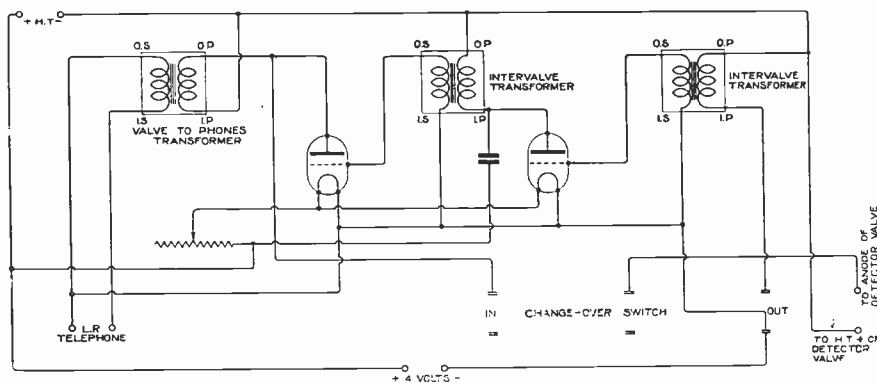 + H.T -
O.S O.P
I.S I.P
VALVE TO PHONES
TRANSFORMER
O.S O.P
INTERVALVE
TRANSFORMER
I.S I.P
O.S O.P
INTERVALVE
TRANSFORMER
I.S I.P
TO ANODE OF
DETECTOR VALVE
L.R
TELEPHONE
IN CHANGE-OVER SWITCH OUT
TO H T + OF
DETECTOR
VALVE
+ 4 VOLTS -